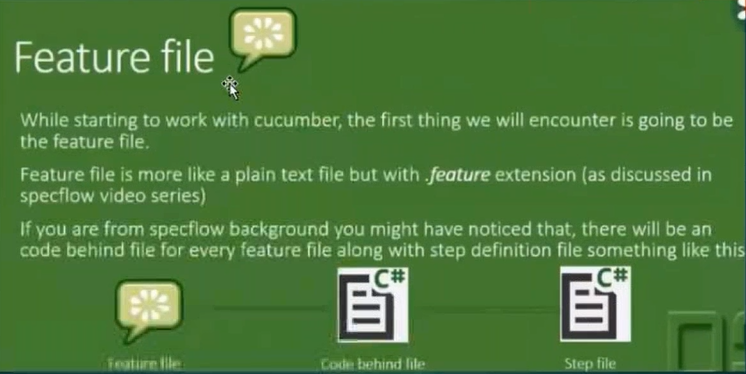 Feature file
While starting to work with cucumber, the first thing we will encounter is going to be
the feature file.
Feature file is more like a plain text file but with .feature extension (as discussed in
specflow video series)
If you are from specflow background you might have noticed that, there will be an
code behind file for every feature file along with step definition file something like this
C# C#
Feature file Code behind file Step file